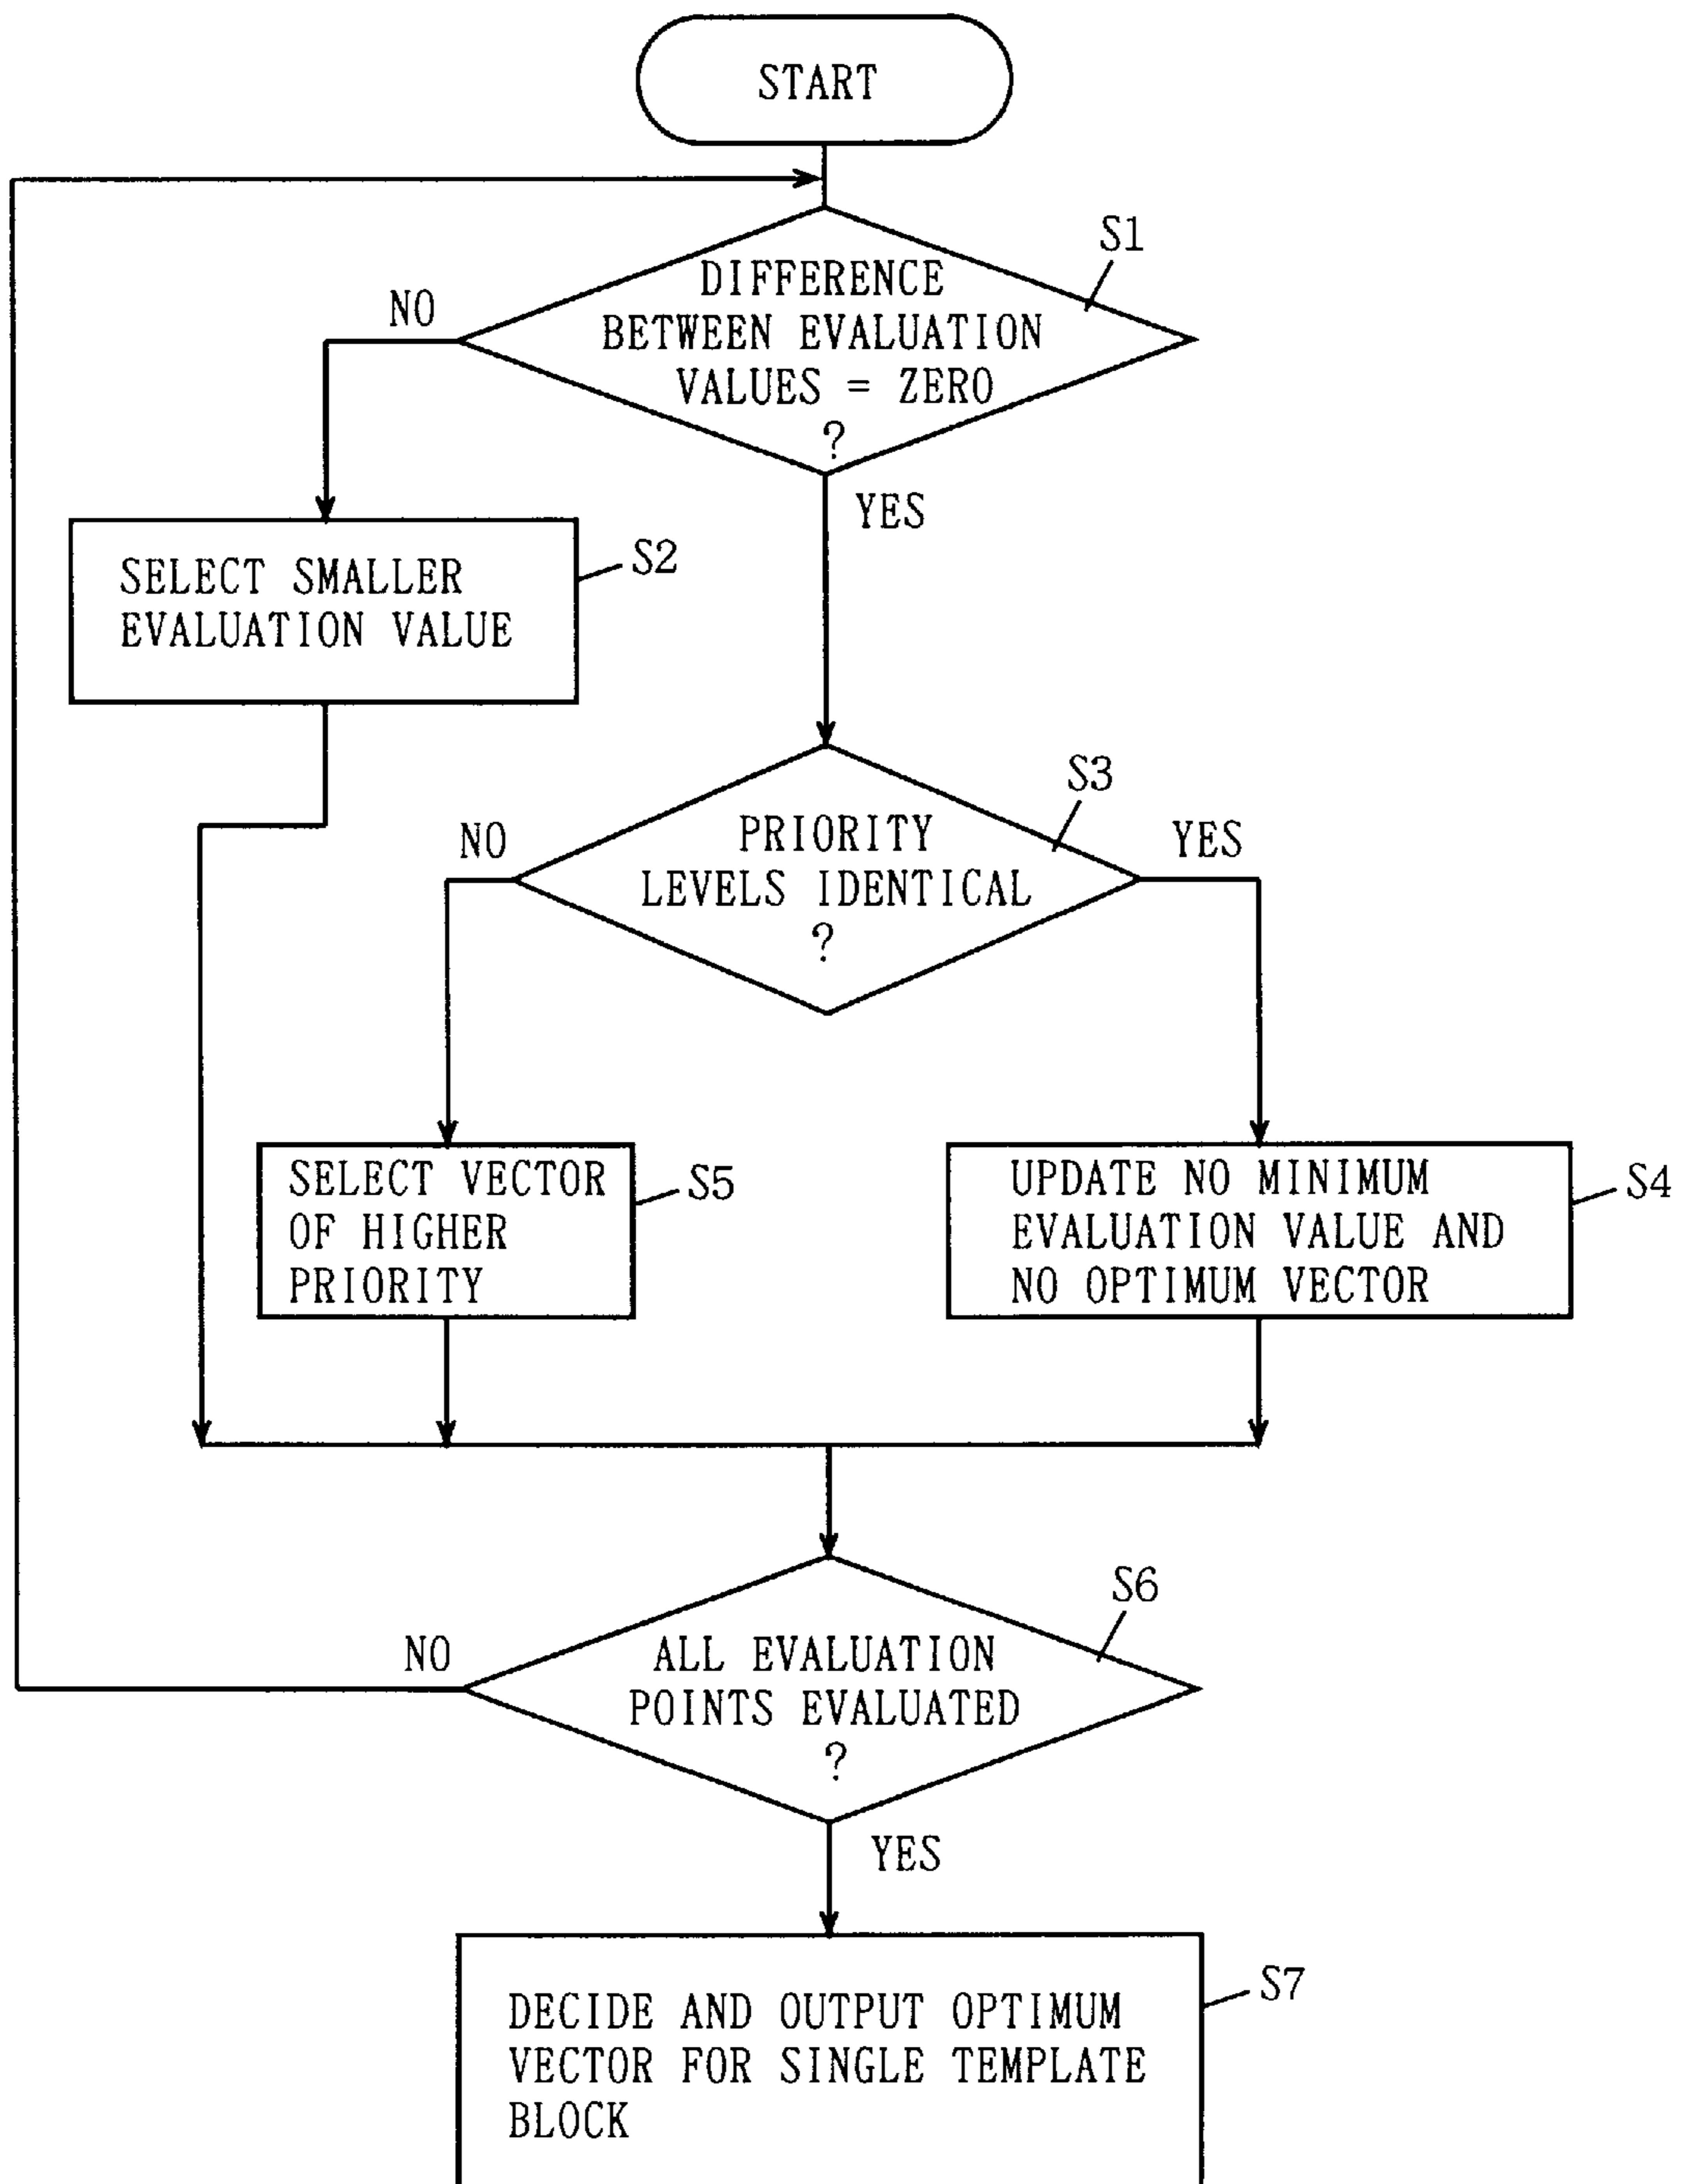 START
S1
DIFFERENCE
BETWEEN EVALUATION
VALUES = ZERO
?
NO
YES
SELECT SMALLER
EVALUATION VALUE
S2
S3
PRIORITY
LEVELS IDENTICAL
?
NO
YES
SELECT VECTOR
OF HIGHER
PRIORITY
S5
UPDATE NO MINIMUM
EVALUATION VALUE AND
NO OPTIMUM VECTOR
S4
S6
ALL EVALUATION
POINTS EVALUATED
?
NO
YES
DECIDE AND OUTPUT OPTIMUM
VECTOR FOR SINGLE TEMPLATE
BLOCK
S7